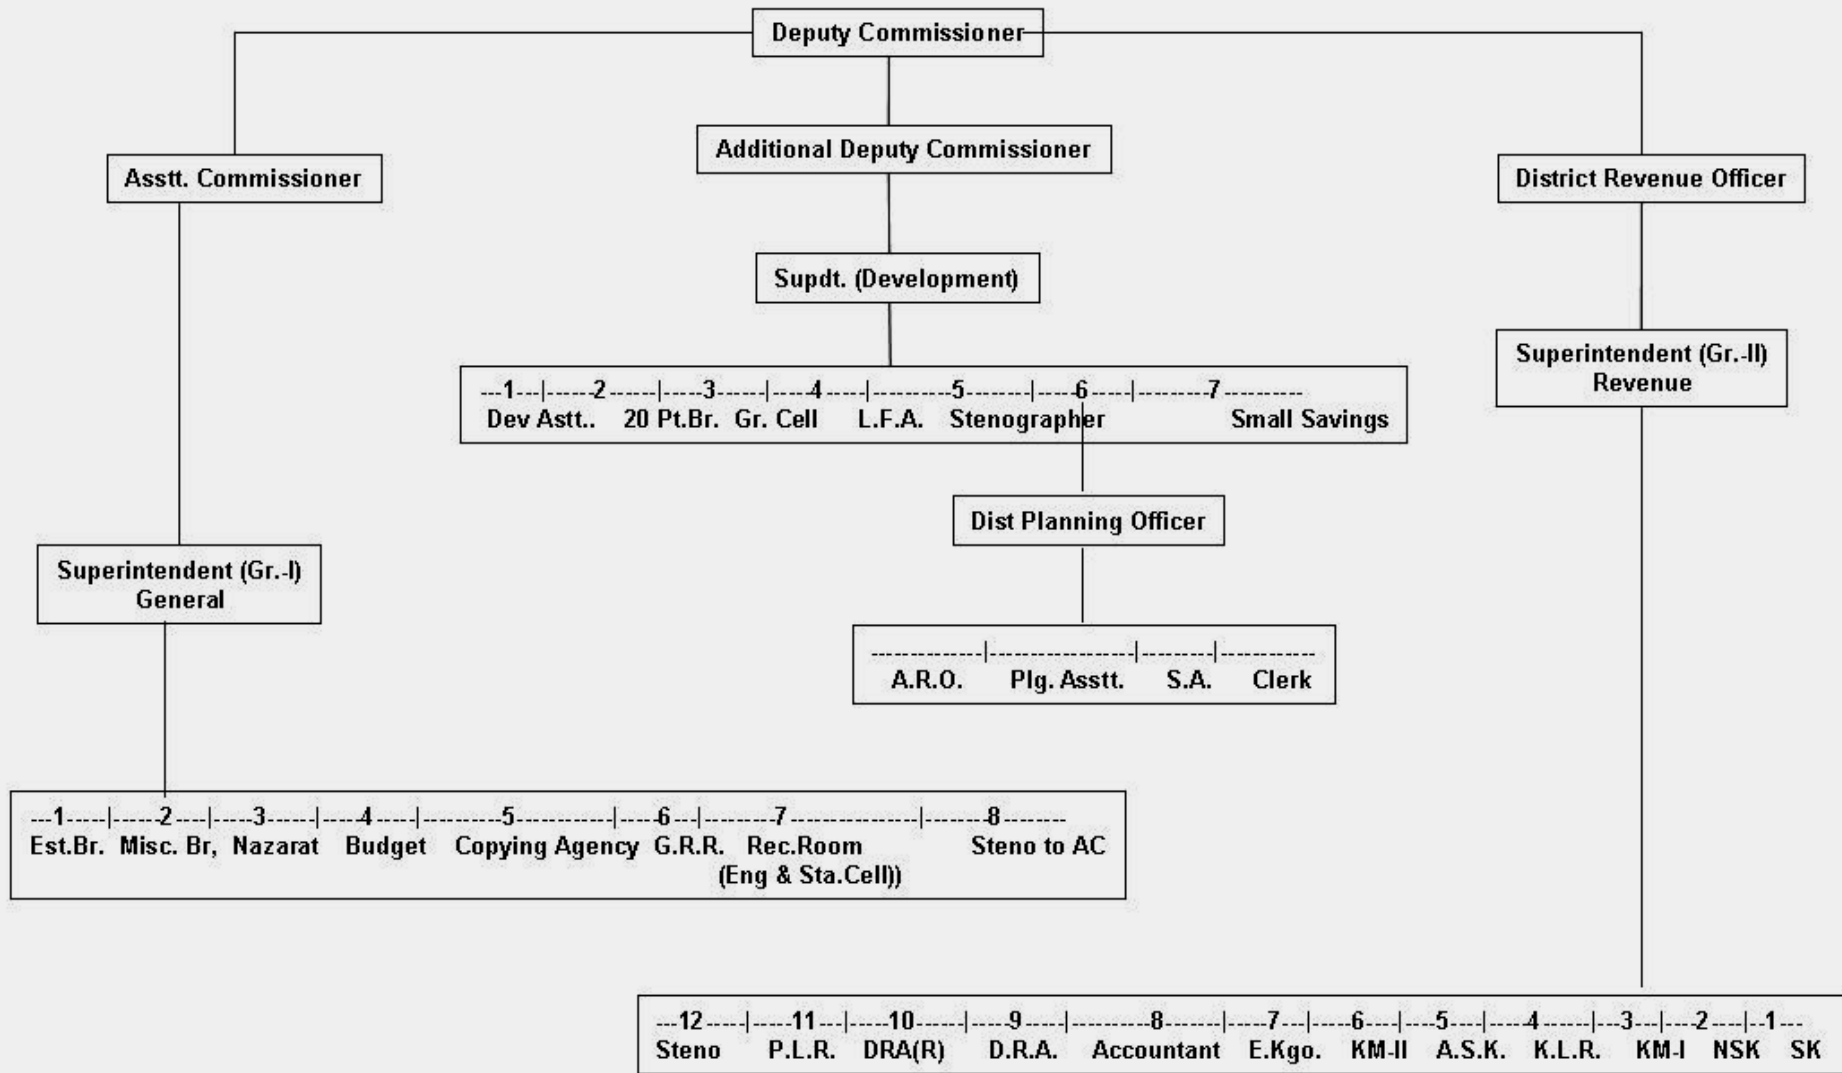 Deputy Commissioner
Additional Deputy Commissioner
Asstt. Commissioner
District Revenue Officer
Supdt. (Development)
Superintendent (Gr.-II)
Revenue
---1---|-----2-----|----3-----|----4-----|--------5-------|----6----|-------7----------
Dev Astt.. 20 Pt.Br. Gr. Cell L.F.A. Stenographer Small Savings
Dist Planning Officer
Superintendent (Gr.-I)
General
-------------|----------------|---------|------------
A.R.O. Plg. Asstt. S.A. Clerk
---1-----|-----2----|-----3-----|----4-----|---------5-----------|----6---|--------7---------------|-------8-------
Est.Br. Misc. Br, Nazarat Budget Copying Agency G.R.R. Rec.Room Steno to AC
(Eng & Sta.Cell))
---12-----|-----11---|-----10------|-----9-----|---------8-------|-----7---|-----6----|----5----|-----4------|---3---|----2---|--1---
Steno P.L.R. DRA(R) D.R.A. Accountant E.Kgo. KM-II A.S.K. K.L.R. KM-I NSK SK